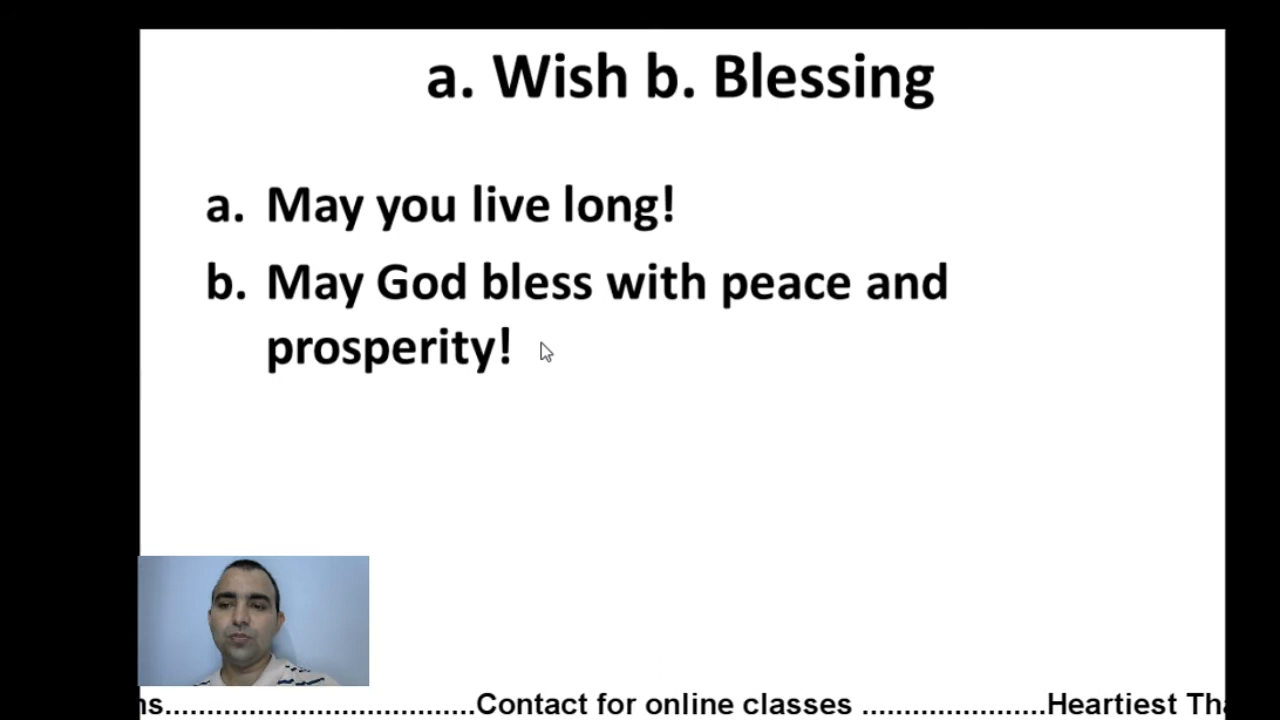 a. Wish b. Blessing
a. May you live long!
b. May God bless with peace and
prosperity!
Contact for online classes .....................Heartiest